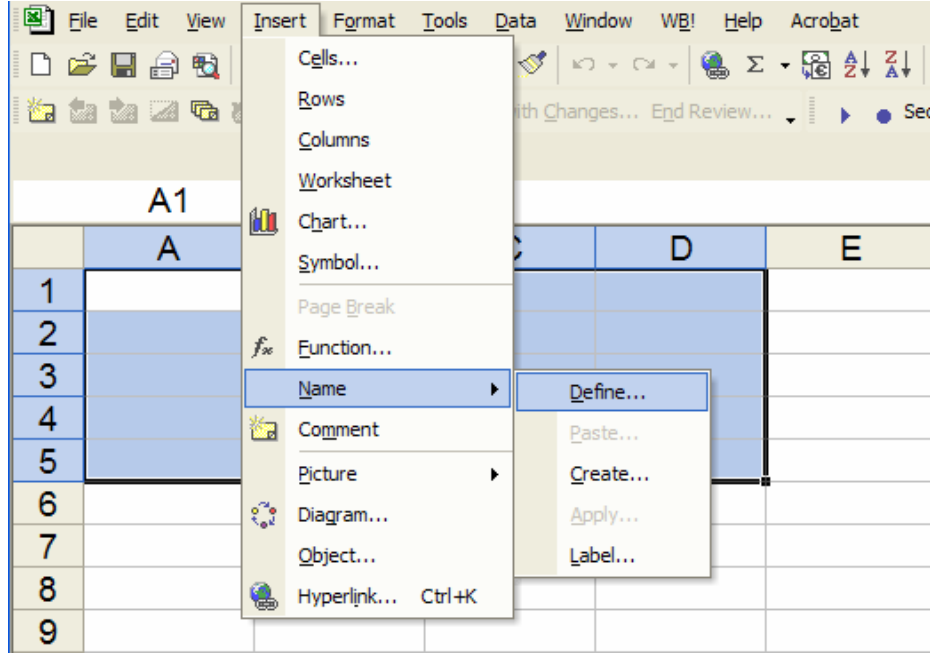 File Edit View Insert Format Tools Data Window WB! Help Acrobat
Cells...
Rows
ith Changes... End Review... Sec
Columns
Worksheet
A1
Chart...
A C D E
Symbol...
1
Page Break
2
Function...
3
Name Define...
4
Comment Paste...
5
Picture Create...
6
Diagram... Apply...
7
Object... Label...
8
Hyperlink... Ctrl+K
9